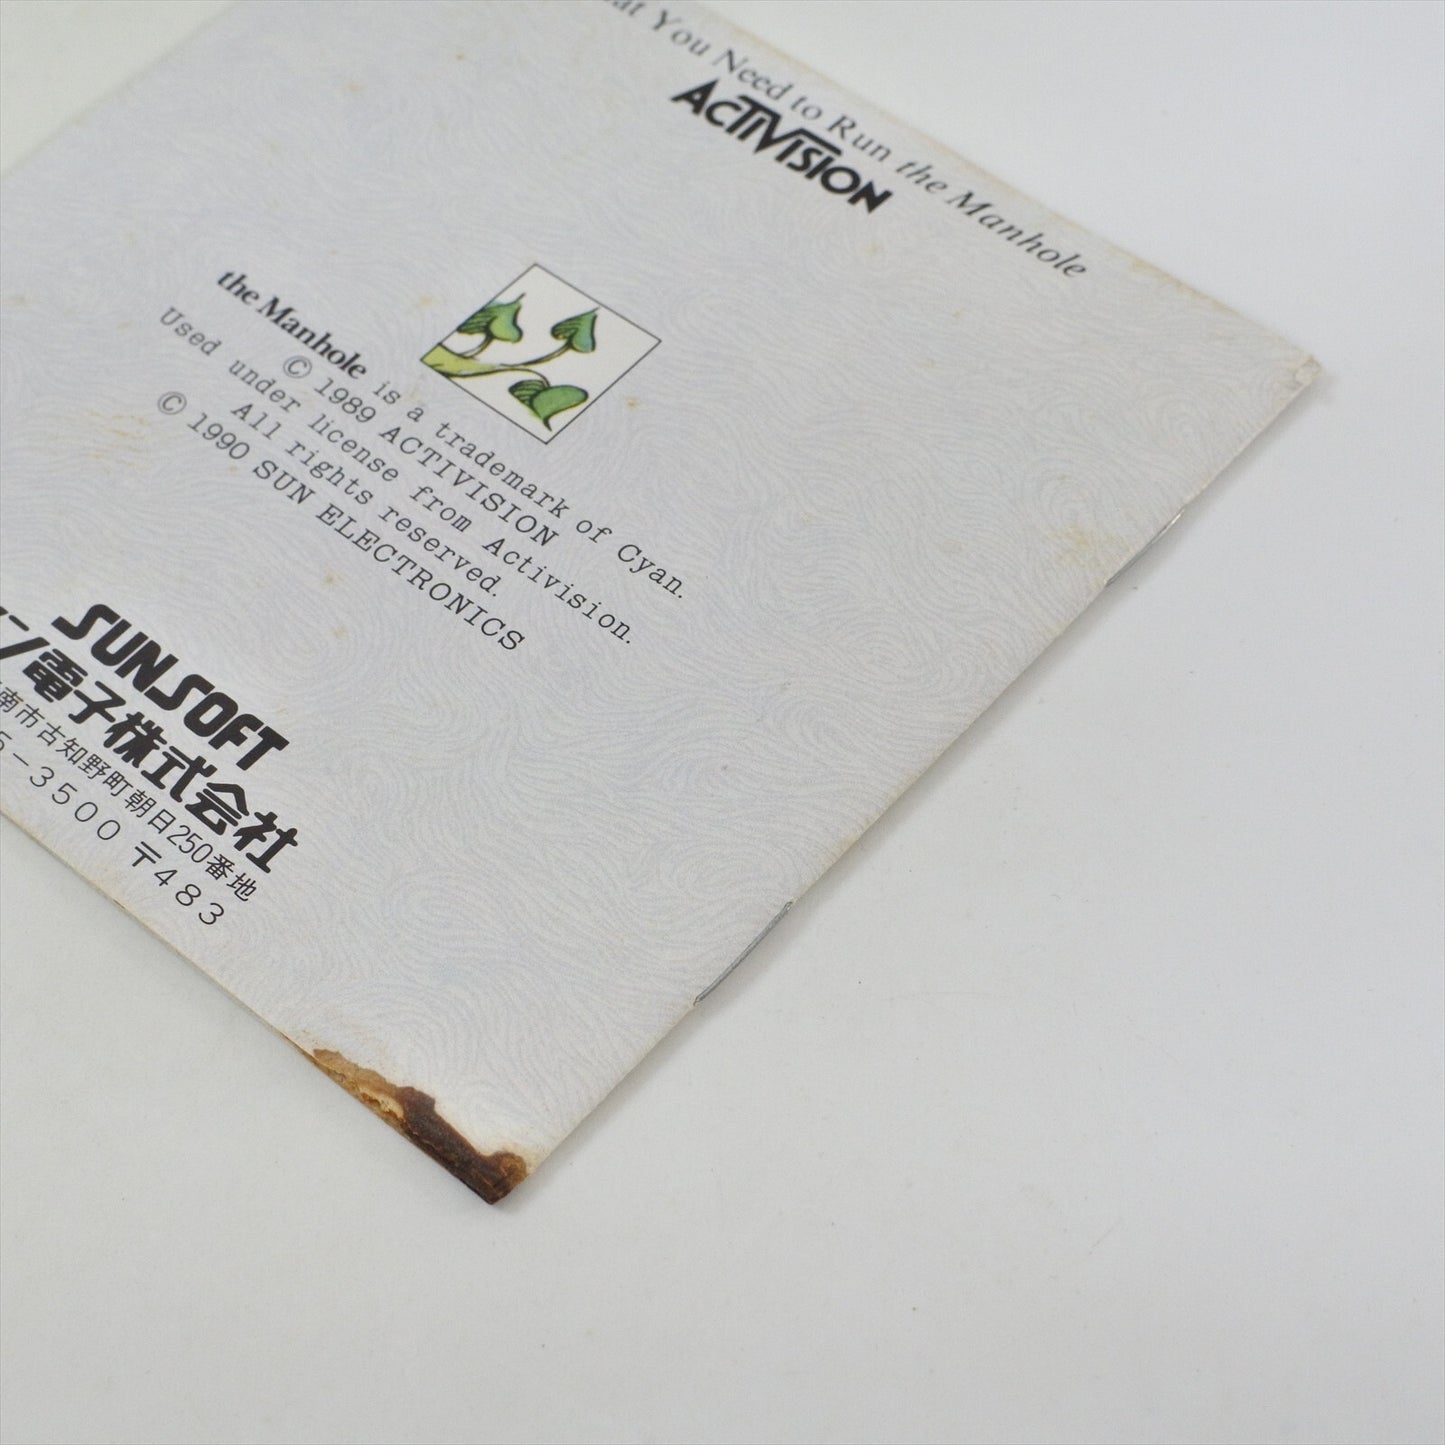 You Need to Run the Manhole
ACTIVISION
the Manhole is a trademark of Cyan.
© 1989 ACTIVISION
Used under license from Activision.
All rights reserved.
© 1990 SUN ELECTRONICS
SUNSOFT
ン電子株式会社
南市古知野町朝日250番地
5-3500 〒483